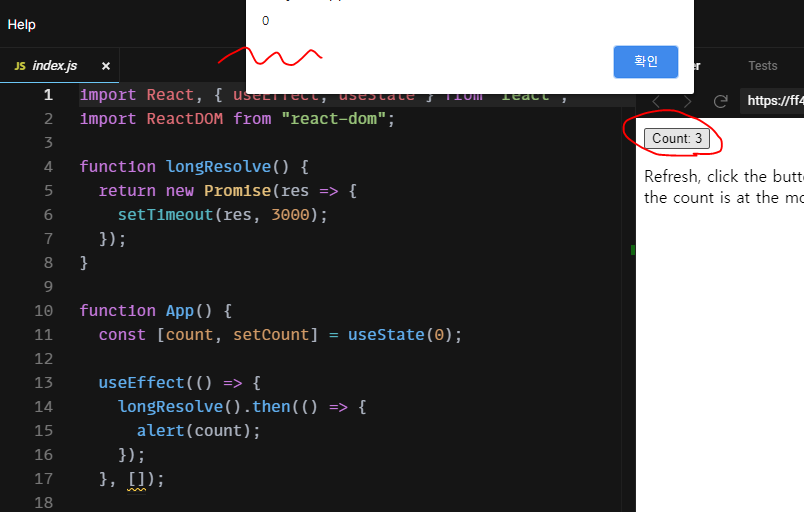 Help
0
확인
JS index.js ×
er Tests
https://ff4
1 import React, { useEffect, useState } from "react";
2 import ReactDOM from "react-dom";
3
4 function longResolve() {
5 return new Promise(res => {
6 setTimeout(res, 3000);
7 });
8 }
9
10 function App() {
11 const [count, setCount] = useState(0);
12
13 useEffect(() => {
14 longResolve().then(() => {
15 alert(count);
16 });
17 }, []);
18
Count: 3
Refresh, click the butto
the count is at the mo